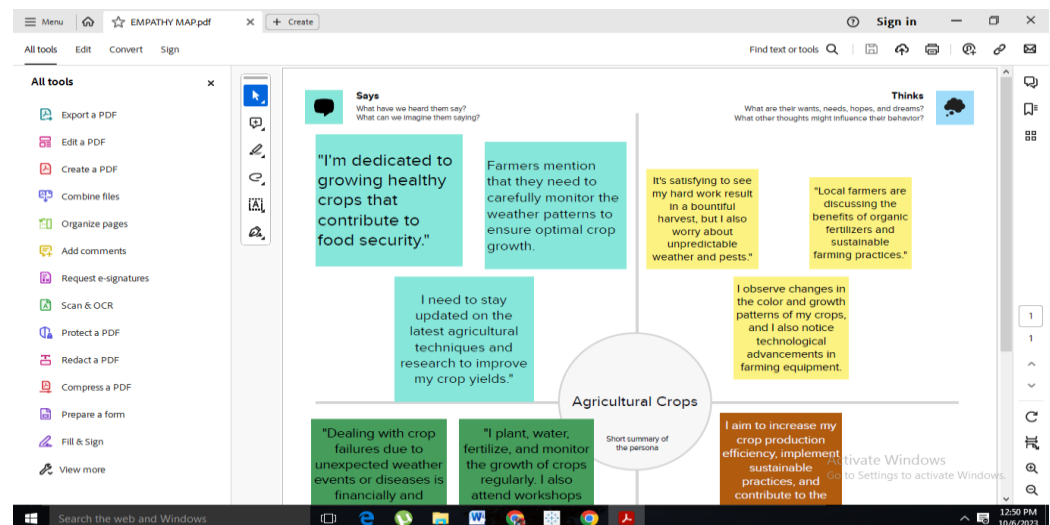 Menu
EMPATHY MAP.pdf
Create
Sign in
All tools
Edit
Convert
Sign
Find text or tools
All tools
Export a PDF
Edit a PDF
Create a PDF
Combine files
Organize pages
Add comments
Request e-signatures
Scan & OCR
Protect a PDF
Redact a PDF
Compress a PDF
Prepare a form
Fill & Sign
View more
Says
What have we heard them say?
What can we imagine them saying?
"I'm dedicated to
growing healthy
crops that
contribute to
food security."
Farmers mention
that they need to
carefully monitor the
weather patterns to
ensure optimal crop
growth.
I need to stay
updated on the
latest agricultural
techniques and
research to improve
my crop yields."
Thinks
What are their wants, needs, hopes, and dreams?
What other thoughts might influence their behavior?
It's satisfying to see
my hard work result
in a bountiful
harvest, but I also
worry about
unpredictable
weather and pests."
"Local farmers are
discussing the
benefits of organic
fertilizers and
sustainable
farming practices."
I observe changes in
the color and growth
patterns of my crops,
and I also notice
technological
advancements in
farming equipment.
Agricultural Crops
Short summary of
the persona
"Dealing with crop
failures due to
unexpected weather
events or diseases is
financially and
"I plant, water,
fertilize, and monitor
the growth of crops
regularly. I also
attend workshops
I aim to increase my
crop production
efficiency, implement
sustainable
practices, and
contribute to the
Activate Windows
Go to Settings to activate Windows.
1
1
Search the web and Windows
12:50 PM
10/6/2023